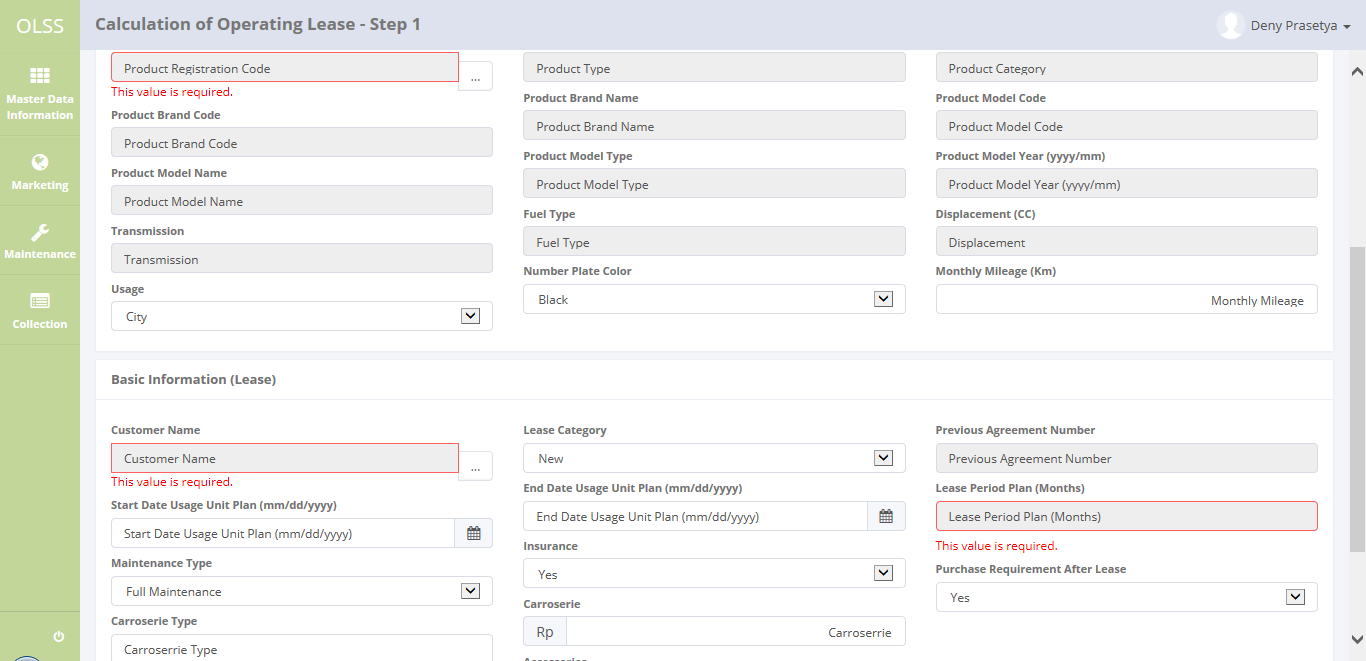 OLSS
Calculation of Operating Lease - Step 1
Deny Prasetya
Master Data
Information
Marketing
Maintenance
Collection
Product Registration Code
...
This value is required.
Product Brand Code
Product Brand Code
Product Model Name
Product Model Name
Transmission
Transmission
Usage
City
Product Type
Product Brand Name
Product Brand Name
Product Model Type
Product Model Type
Fuel Type
Fuel Type
Number Plate Color
Black
Product Category
Product Model Code
Product Model Code
Product Model Year (yyyy/mm)
Product Model Year (yyyy/mm)
Displacement (CC)
Displacement
Monthly Mileage (Km)
Monthly Mileage
Basic Information (Lease)
Customer Name
Customer Name
...
This value is required.
Start Date Usage Unit Plan (mm/dd/yyyy)
Start Date Usage Unit Plan (mm/dd/yyyy)
Maintenance Type
Full Maintenance
Carroserie Type
Carroserrie Type
Lease Category
New
End Date Usage Unit Plan (mm/dd/yyyy)
End Date Usage Unit Plan (mm/dd/yyyy)
Insurance
Yes
Carroserie
Rp
Carroserrie
Previous Agreement Number
Previous Agreement Number
Lease Period Plan (Months)
Lease Period Plan (Months)
This value is required.
Purchase Requirement After Lease
Yes